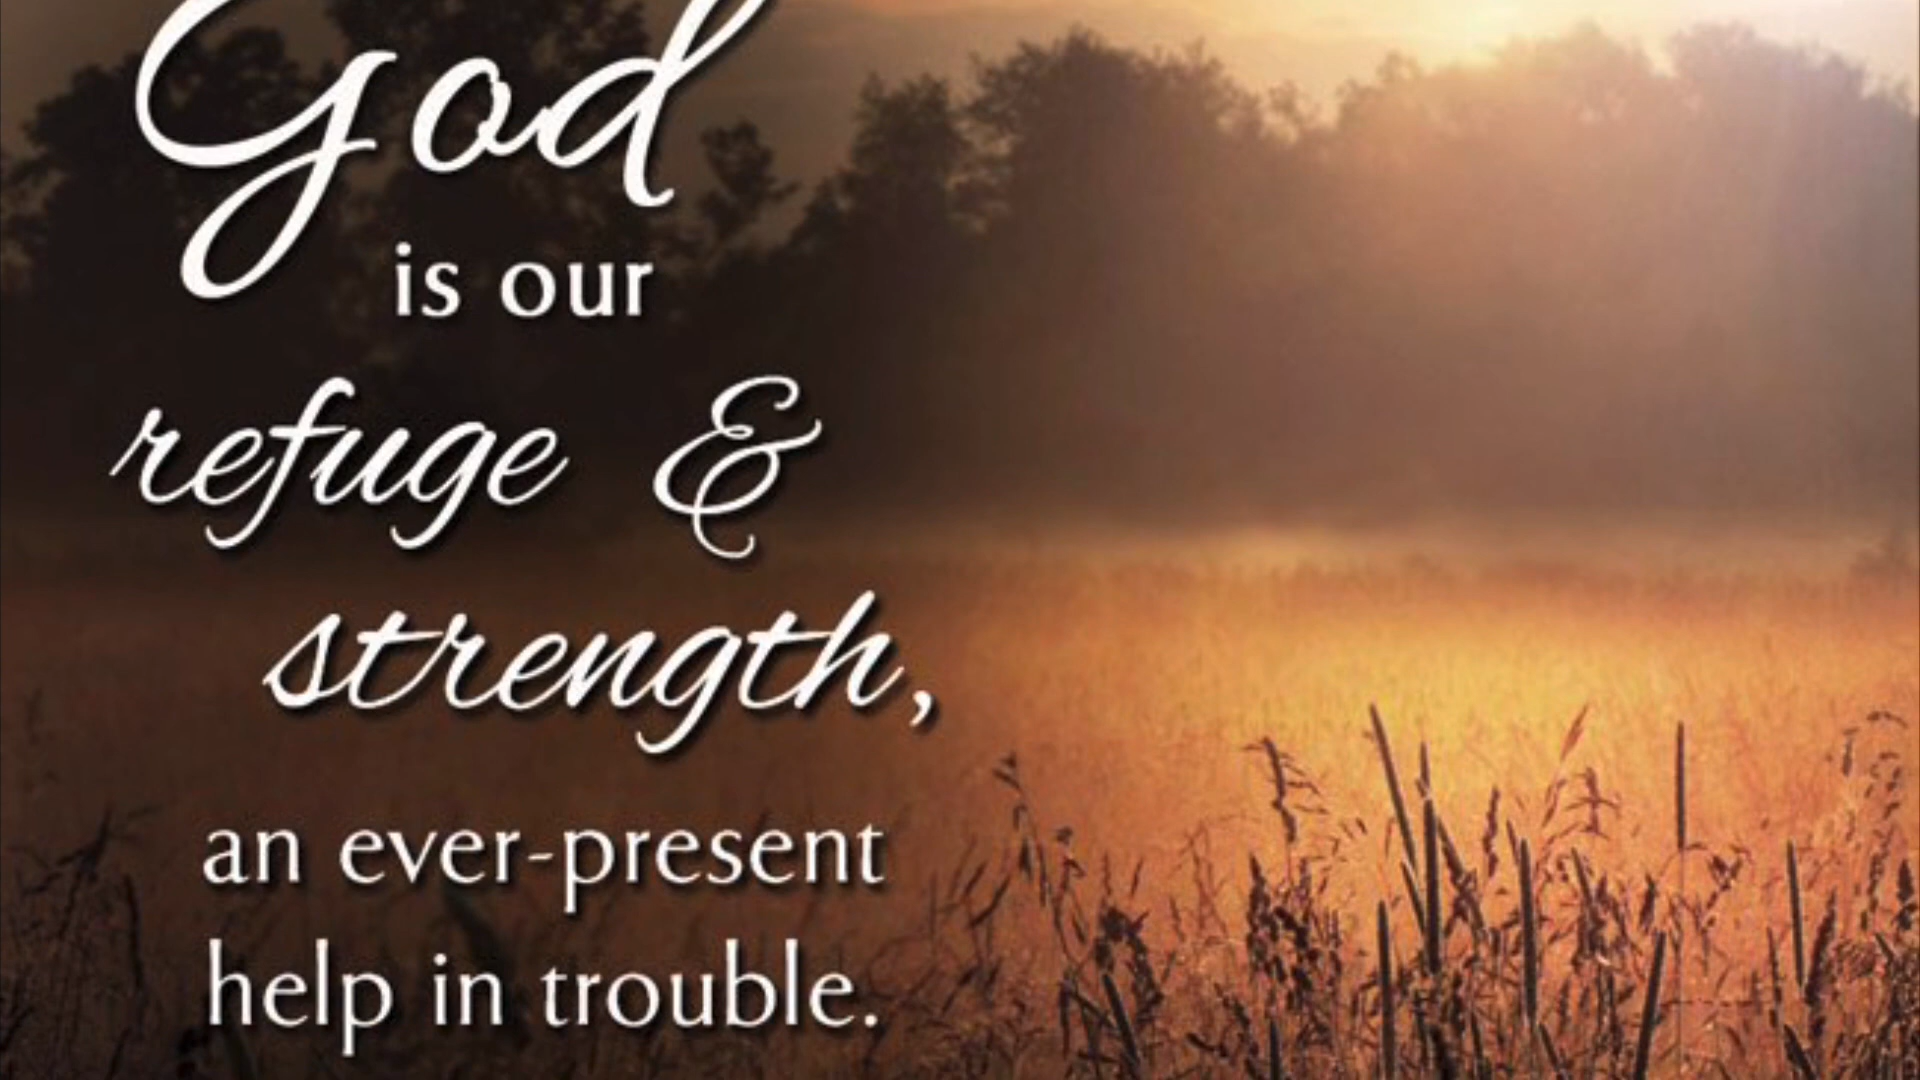 God
is our
refuge &
strength,
an ever-present
help in trouble.